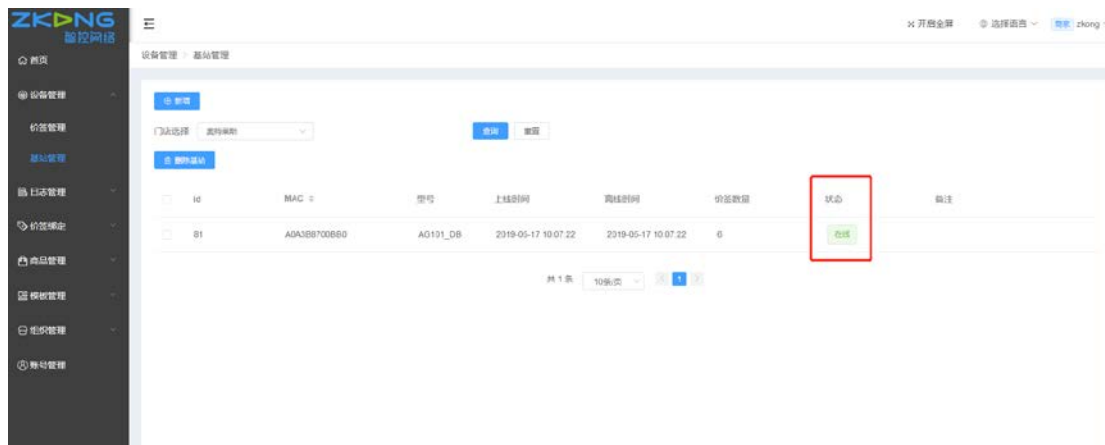 ZKONG
智控网络
开启全屏 选择语言 商家 zkong
首页
设备管理 > 基站管理
设备管理
新增
价签管理
门店选择 查询 重置
基站管理
删除基站
日志管理
id MAC 型号 上线时间 离线时间 价签数量 状态 备注
价签绑定
81 A0A3B8700BB0 AG101_DB 2019-05-17 10:07:22 2019-05-17 10:07:22 6 在线
商品管理
共 1 条 10条/页 1
模板管理
组织管理
账号管理